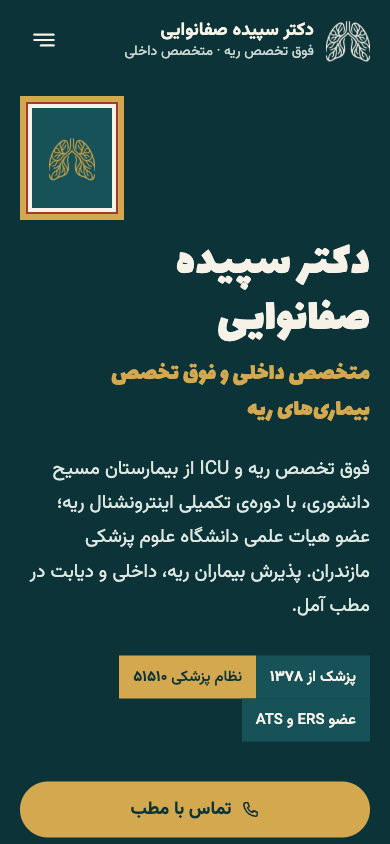 دکتر سپیده صفانوایی
فوق تخصص ریه · متخصص داخلی
دکتر سپیده
صفانوایی
متخصص داخلی و فوق تخصص
بیماری‌های ریه
فوق تخصص ریه و ICU از بیمارستان مسیح
دانشوری، با دوره‌ی تکمیلی اینترونشنال ریه؛
عضو هیات علمی دانشگاه علوم پزشکی
مازندران. پذیرش بیماران ریه، داخلی و دیابت در
مطب آمل.
پزشک از ۱۳۷۸
نظام پزشکی ۵۱۵۱۰
عضو ERS و ATS
تماس با مطب